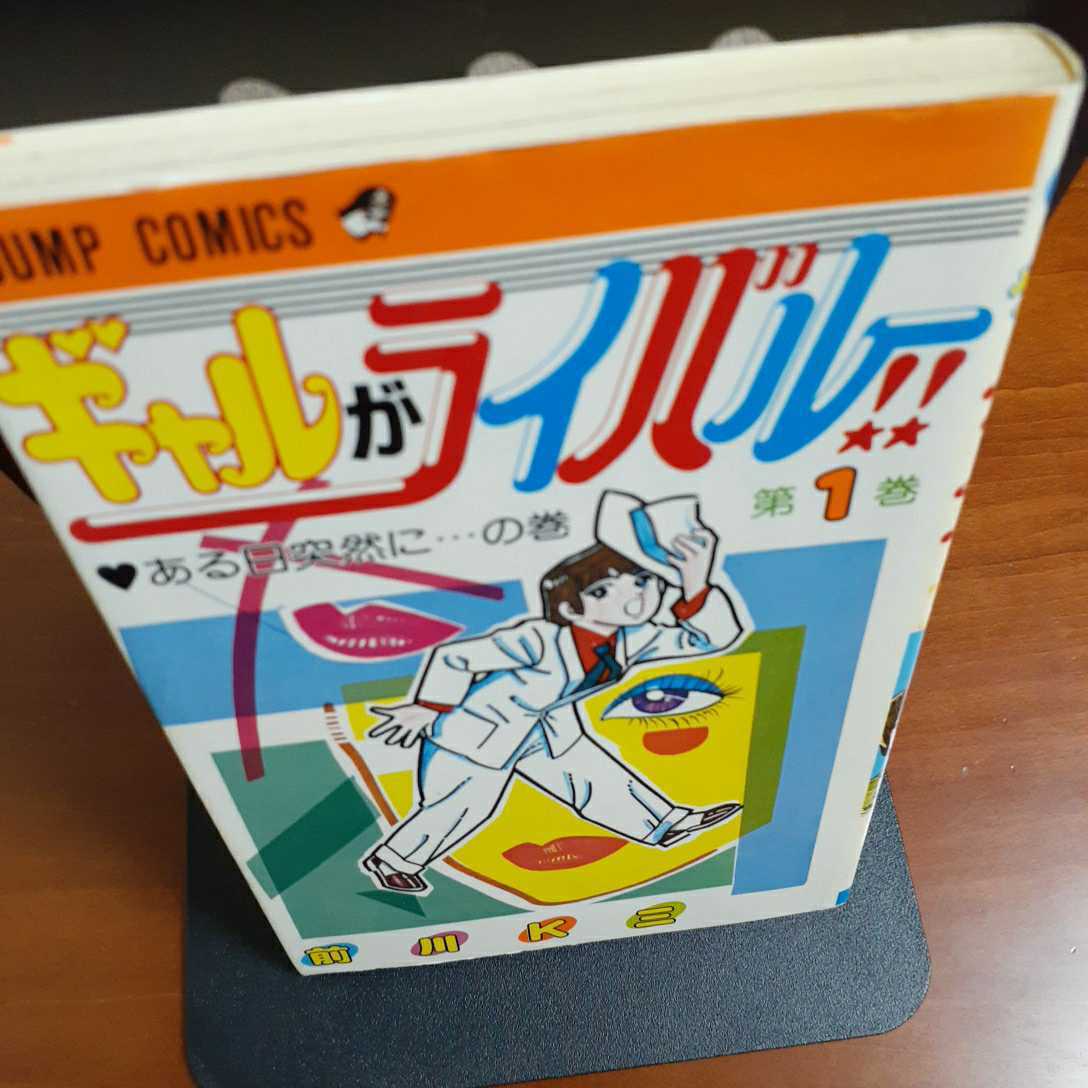 JUMP COMICS
ギャルがライバル!!
第1巻
♥ある日突然に…の巻
前川K三